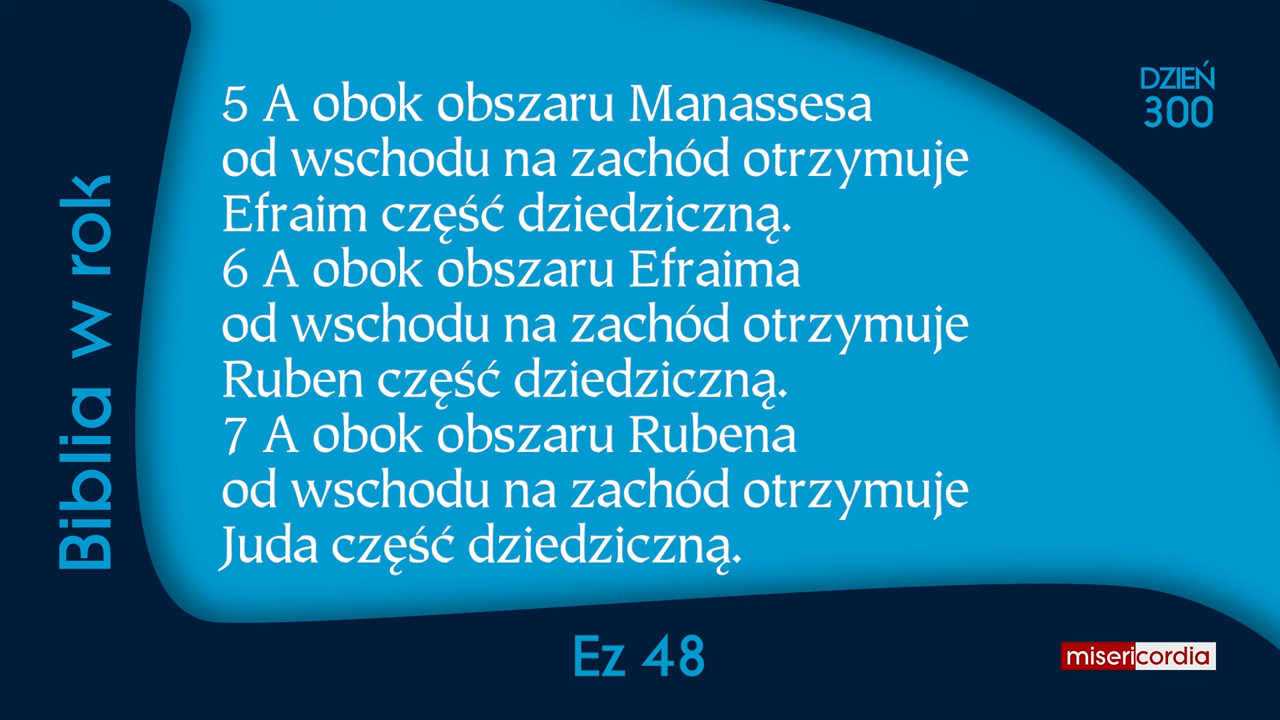 DZIEŃ
300
5 A obok obszaru Manassesa
od wschodu na zachód otrzymuje
Efraim część dziedziczną.
6 A obok obszaru Efraima
od wschodu na zachód otrzymuje
Ruben część dziedziczną.
7 A obok obszaru Rubena
od wschodu na zachód otrzymuje
Juda część dziedziczną.
Biblia w rok
Ez 48
misericordia